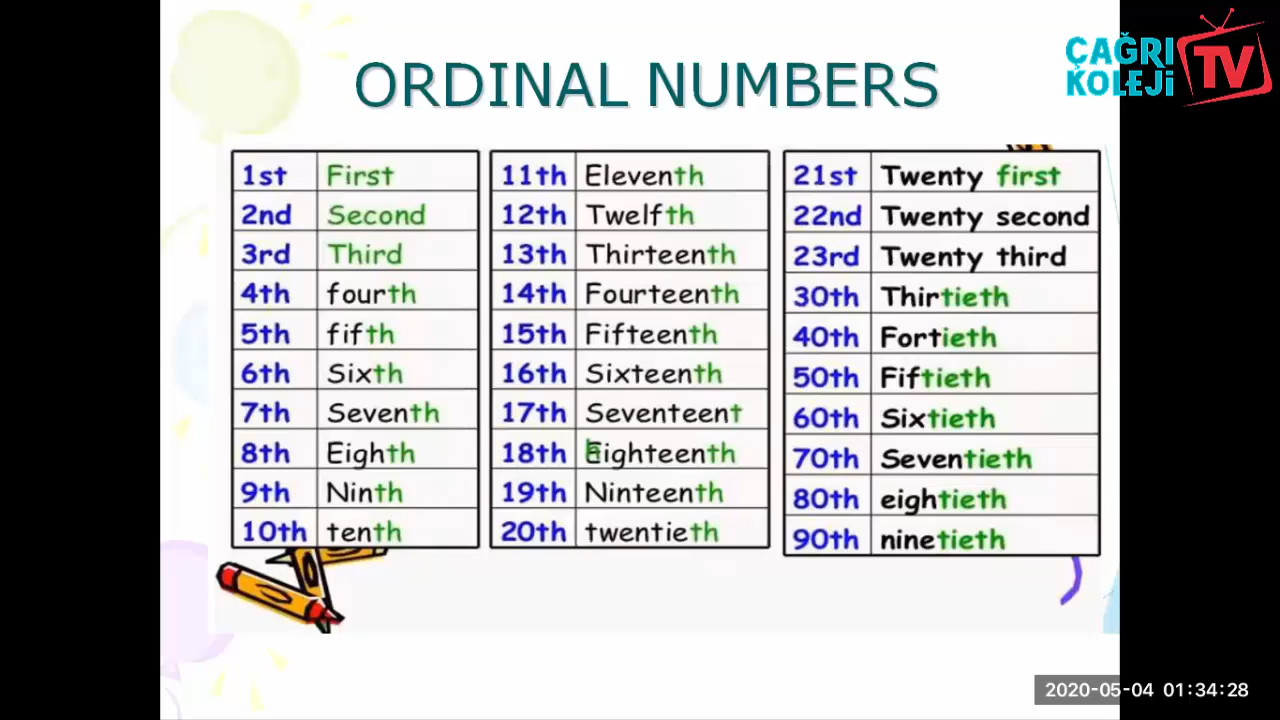 ORDINAL NUMBERS
ÇAĞRI
KOLEJİ
TV
1st First
2nd Second
3rd Third
4th fourth
5th fifth
6th Sixth
7th Seventh
8th Eighth
9th Ninth
10th tenth
11th Eleventh
12th Twelfth
13th Thirteenth
14th Fourteenth
15th Fifteenth
16th Sixteenth
17th Seventeent
h
18th Eighteenth
19th Ninteenth
20th twentieth
21st Twenty first
22nd Twenty second
23rd Twenty third
30th Thirtieth
40th Fortieth
50th Fiftieth
60th Sixtieth
70th Seventieth
80th eightieth
90th ninetieth
2020-05-04 01:34:28